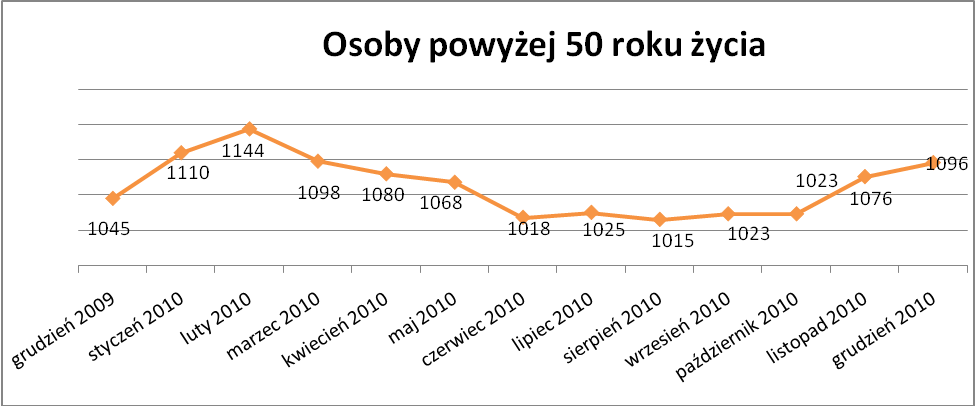 Osoby powyżej 50 roku życia
1045
1110
1144
1098
1080
1068
1018
1025
1015
1023
1023
1076
1096
grudzień 2009
styczeń 2010
luty 2010
marzec 2010
kwiecień 2010
maj 2010
czerwiec 2010
lipiec 2010
sierpień 2010
wrzesień 2010
październik 2010
listopad 2010
grudzień 2010